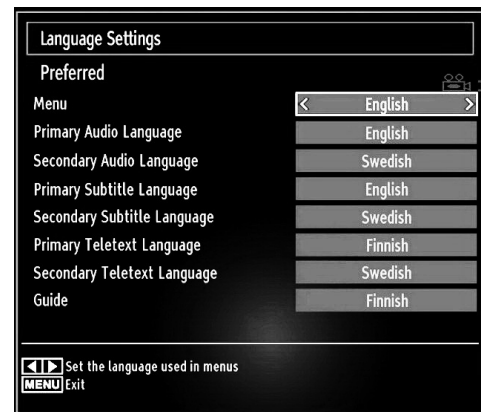 Language Settings
Preferred
Menu < English >
Primary Audio Language English
Secondary Audio Language Swedish
Primary Subtitle Language English
Secondary Subtitle Language Swedish
Primary Teletext Language Finnish
Secondary Teletext Language Swedish
Guide Finnish
Set the language used in menus
MENU Exit